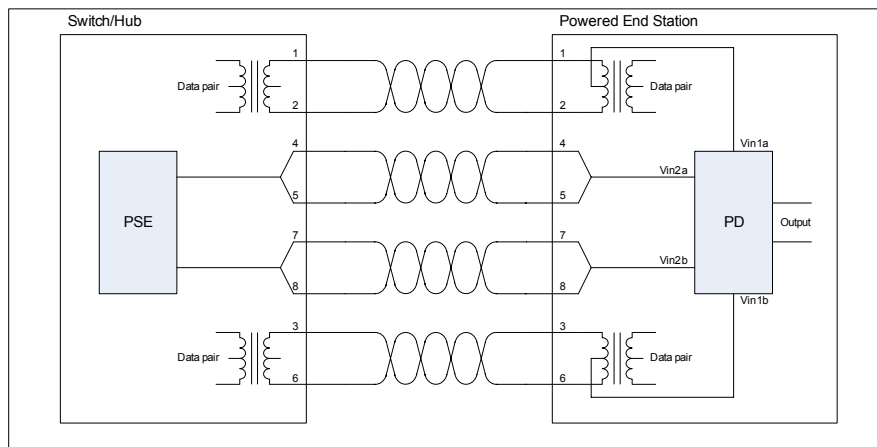 Switch/Hub
Powered End Station
1
1
Data pair
Data pair
2
2
Vin1a
4
4
Vin2a
5
5
PSE
PD
Output
7
7
Vin2b
8
8
Vin1b
3
3
Data pair
Data pair
6
6